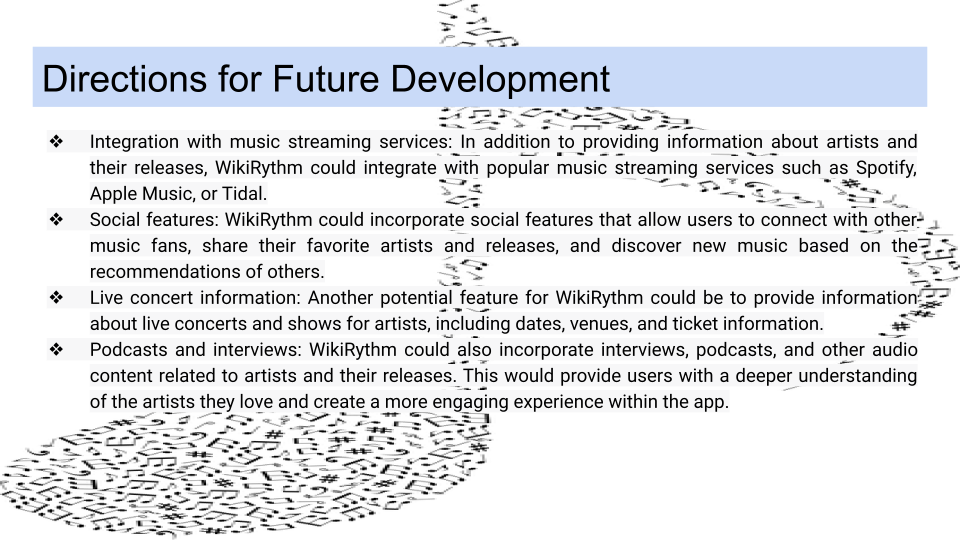 Directions for Future Development
❖ Integration with music streaming services: In addition to providing information about artists and
their releases, WikiRythm could integrate with popular music streaming services such as Spotify,
Apple Music, or Tidal.
❖ Social features: WikiRythm could incorporate social features that allow users to connect with other
music fans, share their favorite artists and releases, and discover new music based on the
recommendations of others.
❖ Live concert information: Another potential feature for WikiRythm could be to provide information
about live concerts and shows for artists, including dates, venues, and ticket information.
❖ Podcasts and interviews: WikiRythm could also incorporate interviews, podcasts, and other audio
content related to artists and their releases. This would provide users with a deeper understanding
of the artists they love and create a more engaging experience within the app.